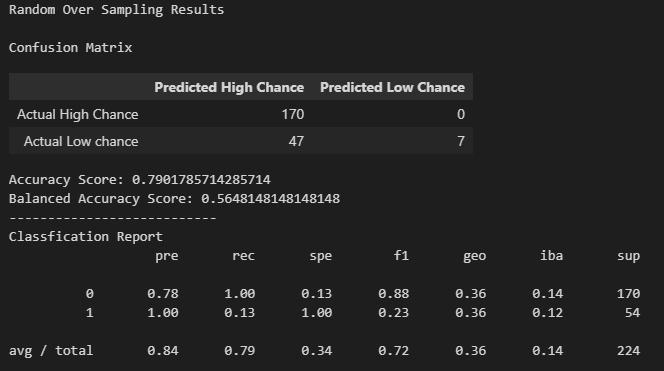 Random Over Sampling Results
Confusion Matrix
Predicted High Chance Predicted Low Chance
Actual High Chance 170 0
Actual Low chance 47 7
Accuracy Score: 0.7901785714285714
Balanced Accuracy Score: 0.5648148148148148
---------------------------
Classfication Report
pre rec spe f1 geo iba sup
0 0.78 1.00 0.13 0.88 0.36 0.14 170
1 1.00 0.13 1.00 0.23 0.36 0.12 54
avg / total 0.84 0.79 0.34 0.72 0.36 0.14 224